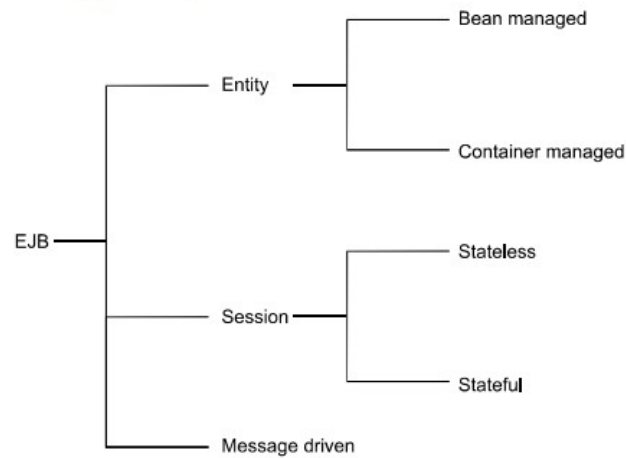 Bean managed
Entity
Container managed
EJB
Stateless
Session
Stateful
Message driven